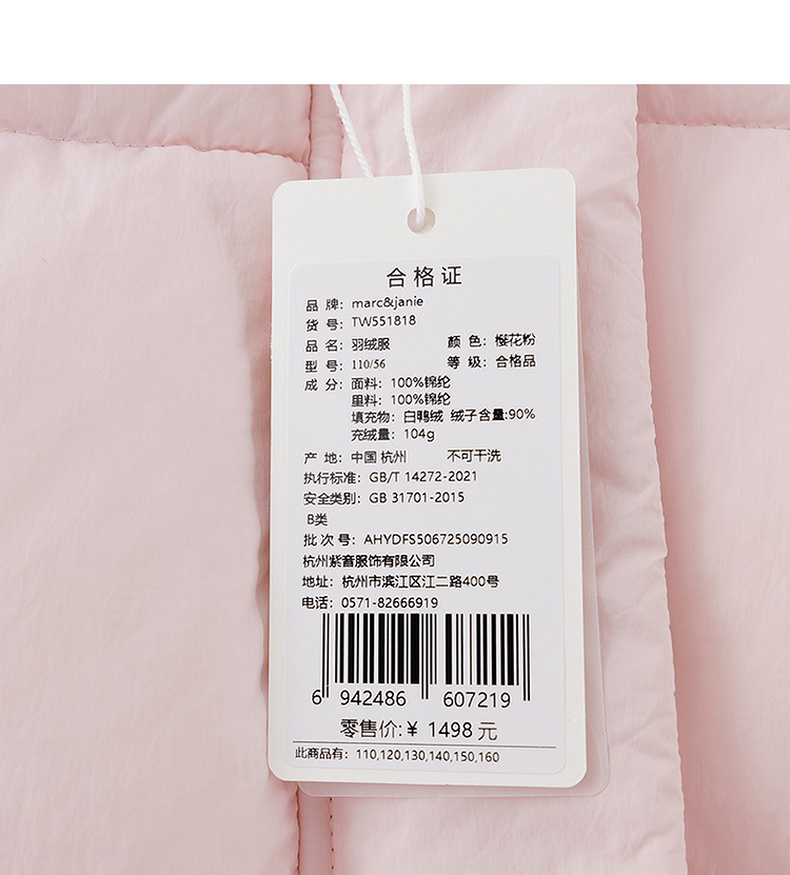 合格证
品 牌： marc&janie
货 号： TW551818
品 名： 羽绒服 颜 色： 樱花粉
型 号： 110/56 等 级： 合格品
成 分： 面料： 100%锦纶
里料： 100%锦纶
填充物： 白鸭绒 绒子含量:90%
充绒量： 104g
产 地： 中国 杭州 不可干洗
执行标准： GB/T 14272-2021
安全类别： GB 31701-2015
B类
批 次 号： AHYDFS506725090915
杭州紫音服饰有限公司
地址： 杭州市滨江区江二路400号
电话： 0571-82666919
6 942486 607219
零售价:￥ 1498 元
此商品有： 110,120,130,140,150,160